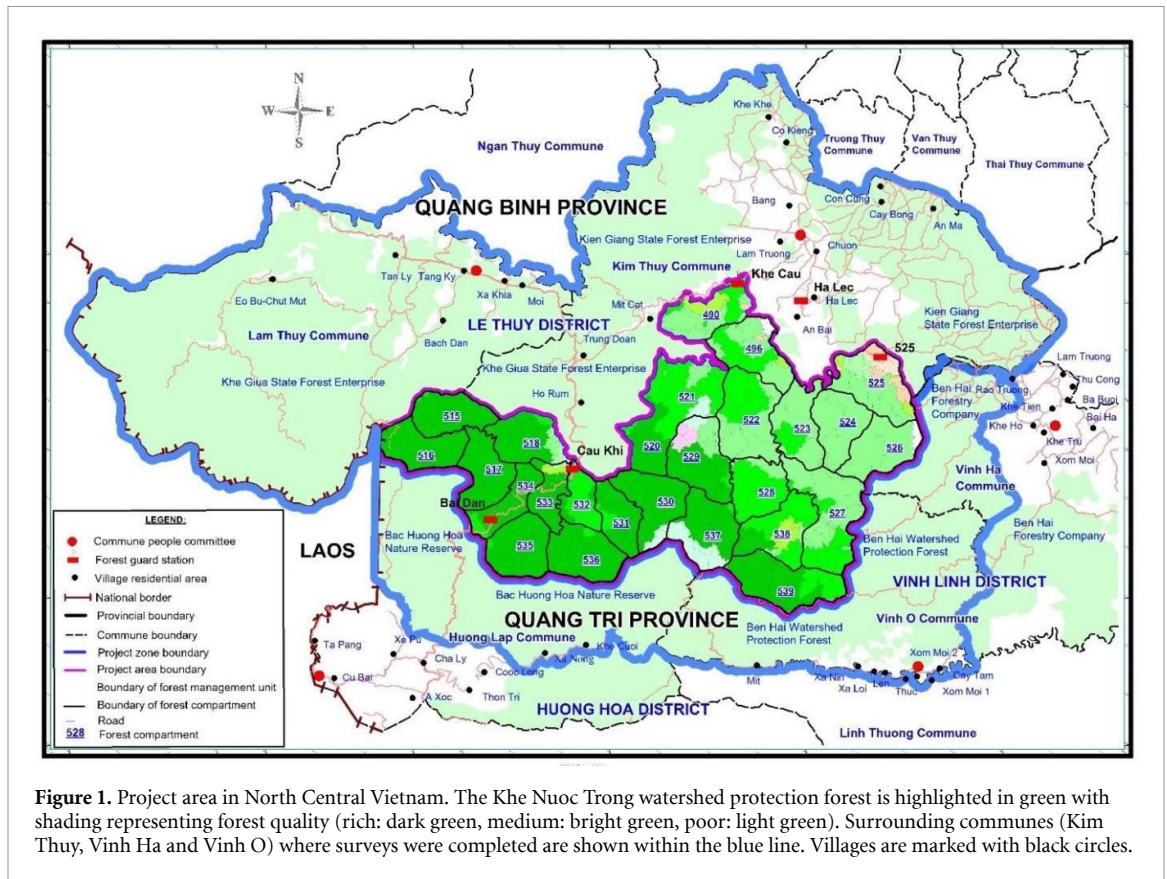 N
W E
S
Khe Khe
Co Kieng
Truong Thuy
Commune
Van Thuy
Commune
Thai Thuy Commune
Ngan Thuy Commune
QUANG BINH PROVINCE
Bang
Con Cung
Cay Bong
An Ma
Kien Giang State Forest Enterprise
Lam Truong
Chuon
Kim Thuy Commune
Khe Cau
Tan Ly
Tang Ky
Xa Khia
Moi
Eo Bu-Chut Mut
Mit Cat
Ha Lec
Ha Lec
490
Kien Giang
State Forest Enterprise
Lam Thuy Commune
LE THUY DISTRICT
Bach Dan
Trung Doan
An Bai
496
525
Khe Giua State Forest Enterprise
Khe Giua State Forest Enterprise
Ho Rum
521
525
Ben Hai
Forestry
Company
Rao Truong
Lam Truong
Thu Cong
Ba Buoi
Bai Ha
Khe Tien
Khe Ho
Khe Tru
Xom Moi
515
518
522
523
524
516
517
520
529
526
Cau Khi
Vinh Ha
Commune
534
533
532
528
Bai Dan
530
527
531
537
538
Ben Hai
Forestry Company
LAOS
Bac Huong Hoa
Nature Reserve
535
536
539
Ben Hai Watershed
Protection Forest
VINH LINH DISTRICT
Bac Huong Hoa Nature Reserve
QUANG TRI PROVINCE
Ben Hai Watershed
Protection Forest
Vinh O Commune
Ta Pang
Xe Pu
Huong Lap Commune
Khe Cuoi
Xa Nong
Cha Ly
Cooc Long
Cu Bai
A Xoc
Thon Tri
Mit
Xa Nin
Xa Loi
Len
Thuc
Xom Moi 2
Cay Tam
Xom Moi 1
HUONG HOA DISTRICT
Linh Thuong Commune
LEGEND:
Commune people committee
Forest guard station
Village residential area
National border
Provincial boundary
Commune boundary
Project zone boundary
Project area boundary
Boundary of forest management unit
Boundary of forest compartment
Road
528 Forest compartment
Figure 1. Project area in North Central Vietnam. The Khe Nuoc Trong watershed protection forest is highlighted in green with
shading representing forest quality (rich: dark green, medium: bright green, poor: light green). Surrounding communes (Kim
Thuy, Vinh Ha and Vinh O) where surveys were completed are shown within the blue line. Villages are marked with black circles.